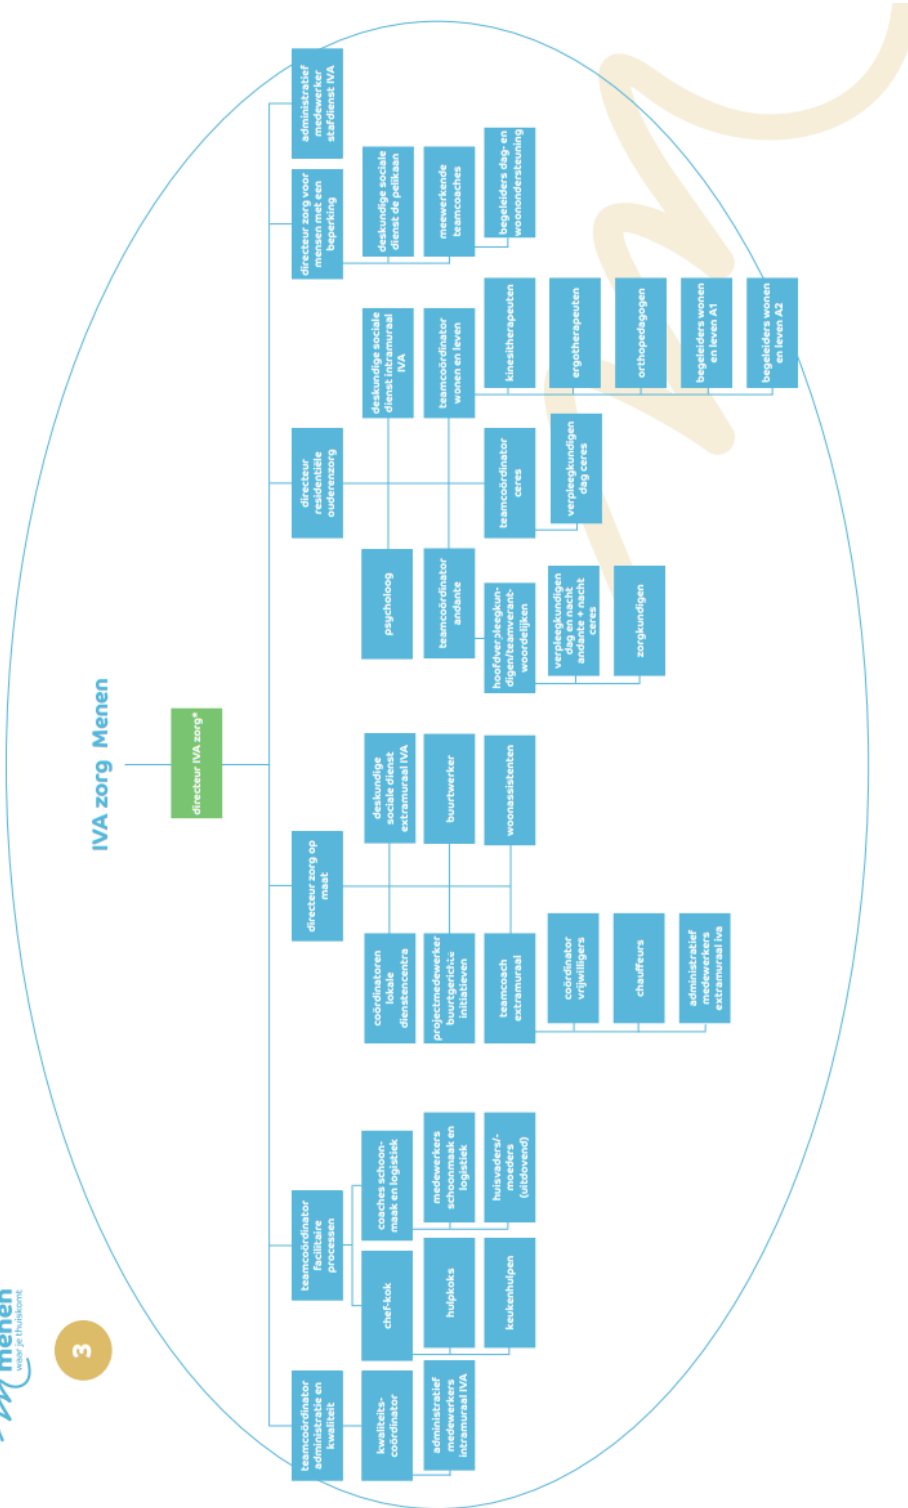 menen
waar je thuiskomt
3
IVA zorg Menen
directeur IVA zorg*
teamcoördinator
administratie en
kwaliteit
teamcoördinator
facilitaire
processen
directeur zorg op
maat
directeur
residentiële
ouderenzorg
directeur zorg voor
mensen met een
beperking
administratief
medewerker
stafdienst IVA
kwaliteits-
coördinator
administratief
medewerkers
intramuraal IVA
chef-kok
hulpkoks
keukenhulpen
coaches schoon-
maak en logistiek
medewerkers
schoonmaak en
logistiek
huisvaders/-
moeders
(uitdovend)
coördinatoren
lokale
dienstencentra
projectmedewerker
buurtgerichte
initiatieven
teamcoach
extramuraal
coördinator
vrijwilligers
chauffeurs
administratief
medewerkers
extramuraal iva
deskundige
sociale dienst
extramuraal IVA
buurtwerker
woonassistenten
psycholoog
teamcoördinator
andante
hoofdverpleegkun-
digen/teamverant-
woordelijken
verpleegkundigen
dag en nacht
andante + nacht
ceres
zorgkundigen
teamcoördinator
ceres
verpleegkundigen
dag ceres
deskundige sociale
dienst intramuraal
IVA
teamcoördinator
wonen en leven
kinesitherapeuten
ergotherapeuten
orthopedagogen
begeleiders wonen
en leven A1
begeleiders wonen
en leven A2
deskundige sociale
dienst de pelikaan
meewerkende
teamcoaches
begeleiders dag- en
woonondersteuning